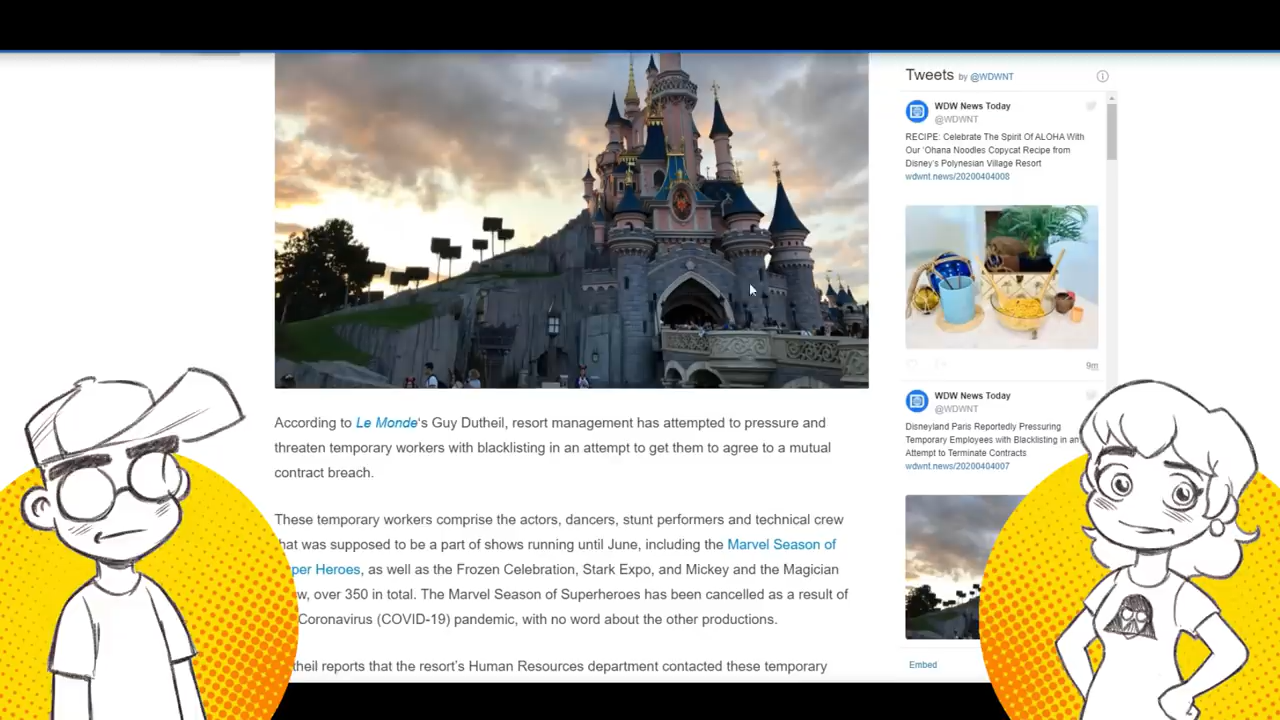 According to Le Monde's Guy Dutheil, resort management has attempted to pressure and
threaten temporary workers with blacklisting in an attempt to get them to agree to a mutual
contract breach.
These temporary workers comprise the actors, dancers, stunt performers and technical crew
hat was supposed to be a part of shows running until June, including the Marvel Season of
per Heroes, as well as the Frozen Celebration, Stark Expo, and Mickey and the Magician
w, over 350 in total. The Marvel Season of Superheroes has been cancelled as a result of
Coronavirus (COVID-19) pandemic, with no word about the other productions.
theil reports that the resort's Human Resources department contacted these temporary
Tweets by @WDWNT
WDW News Today
@WDWNT
RECIPE: Celebrate The Spirit Of ALOHA With
Our 'Ohana Noodles Copycat Recipe from
Disney's Polynesian Village Resort
wdwnt.news/20200404008
9m
WDW News Today
@WDWNT
Disneyland Paris Reportedly Pressuring
Temporary Employees with Blacklisting in an
Attempt to Terminate Contracts
wdwnt.news/20200404007
Embed